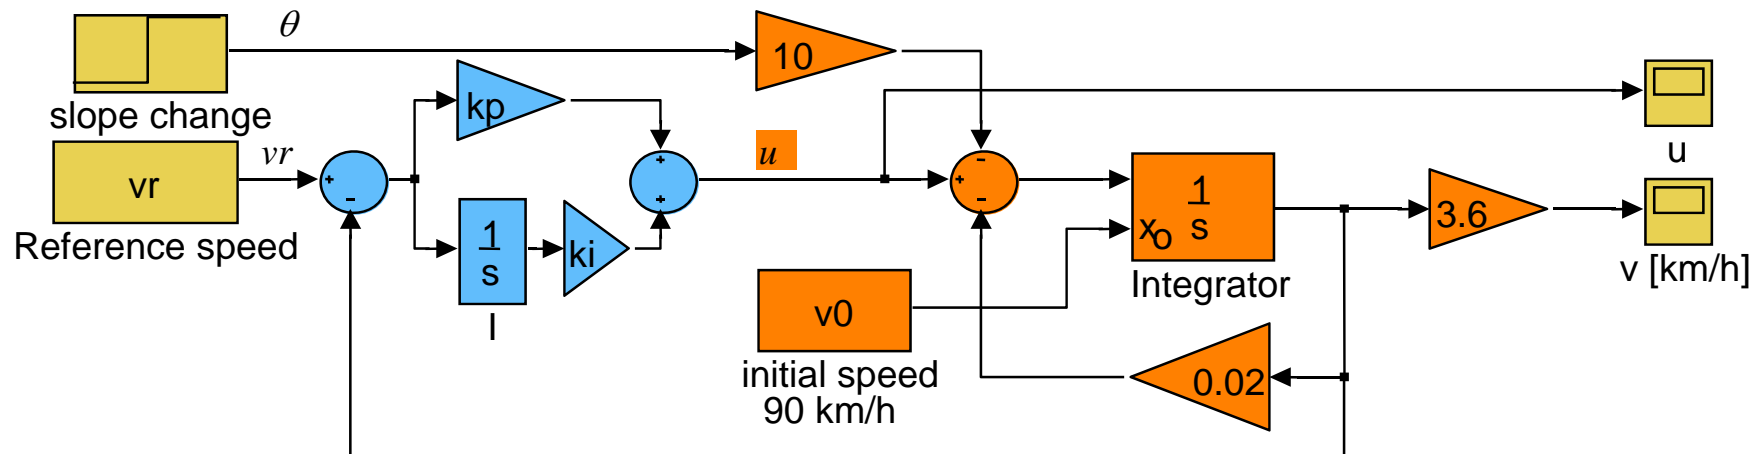 θ
10
slope change
kp
vr
u
u
vr
Reference speed
+
-
+
+
+
-
-
1
s
I
ki
1
s
xo
Integrator
3.6
v [km/h]
v0
initial speed
90 km/h
0.02